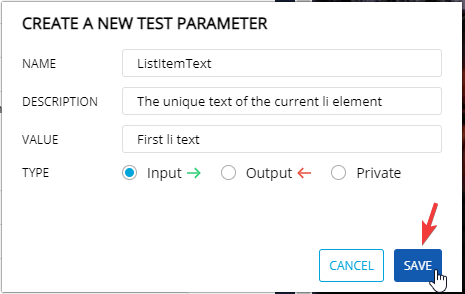 CREATE A NEW TEST PARAMETER
NAME ListItemText
DESCRIPTION The unique text of the current li element
VALUE First li text
TYPE Input Output Private
CANCEL SAVE